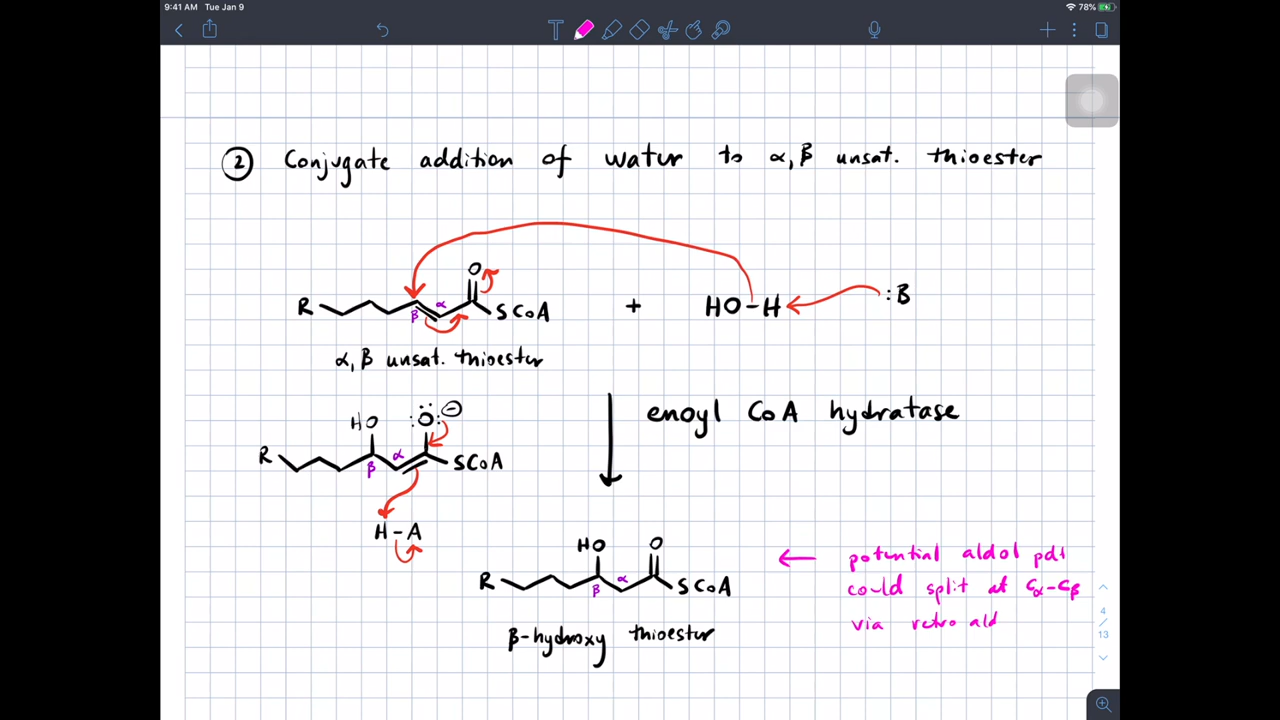 9:41 AM Tue Jan 9
78%
② Conjugate addition of water to α,β unsat. thioester
O
R
β
α
SCoA
+
HO-H
:B
α,β unsat. thioester
HO
:O: ⊖
R
β
α
SCoA
enoyl CoA hydratase
H-A
HO
O
R
β
α
SCoA
β-hydroxy thioester
← potential aldol pdt
could split at Cα-Cβ
via retro ald
4
/
13